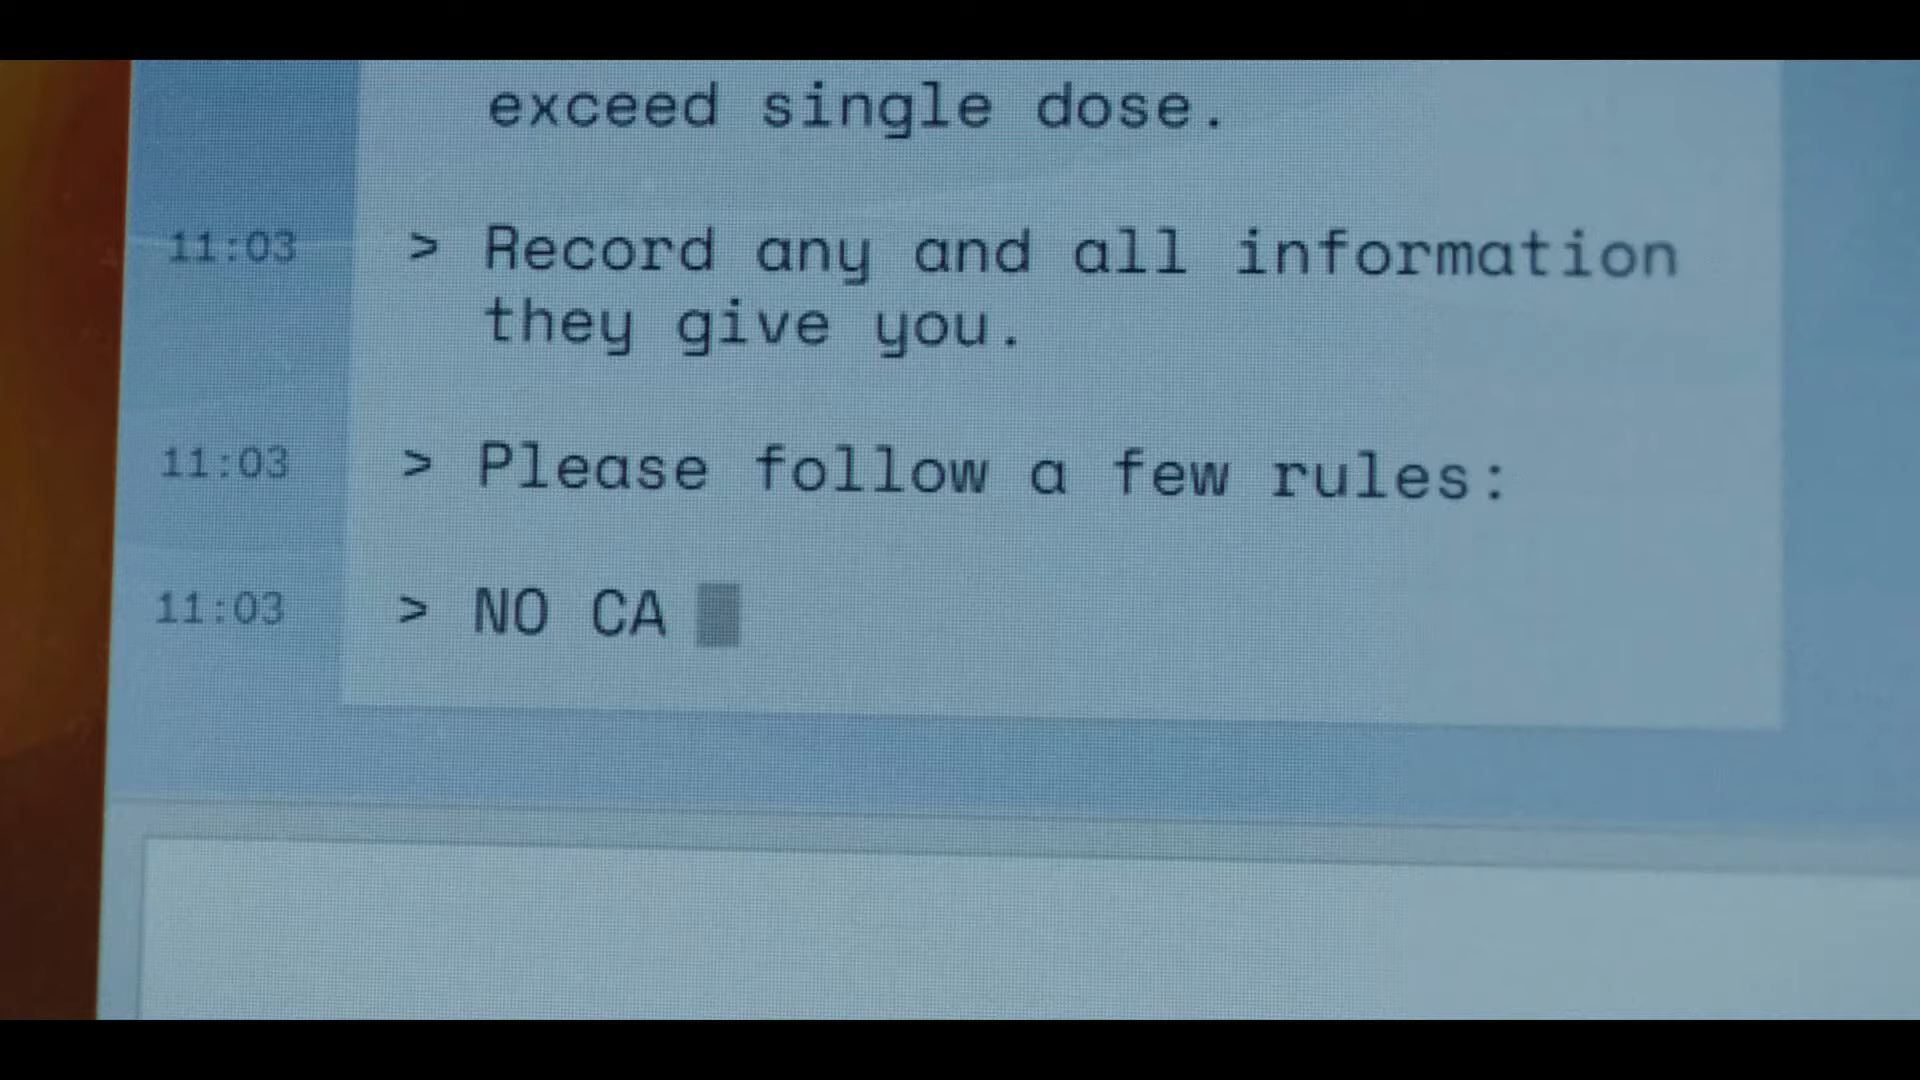 exceed single dose.
11:03 > Record any and all information
they give you.
11:03 > Please follow a few rules:
11:03 > NO CA